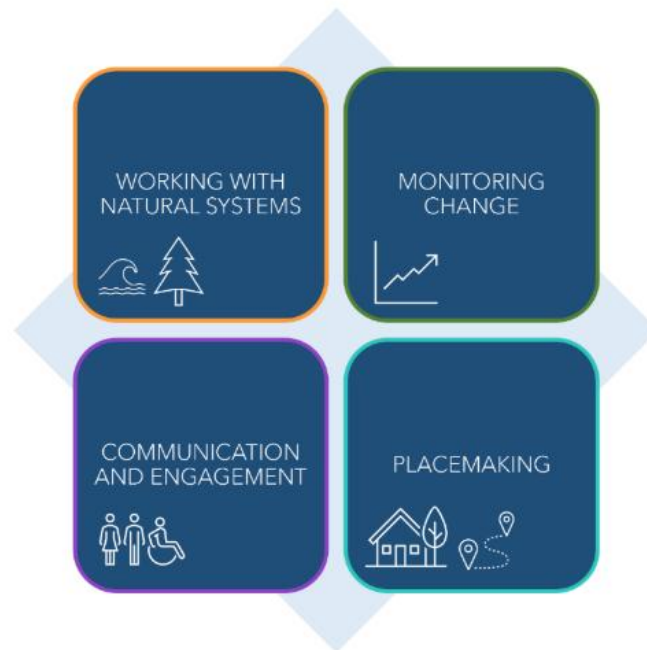 WORKING WITH
NATURAL SYSTEMS
MONITORING
CHANGE
COMMUNICATION
AND ENGAGEMENT
PLACEMAKING